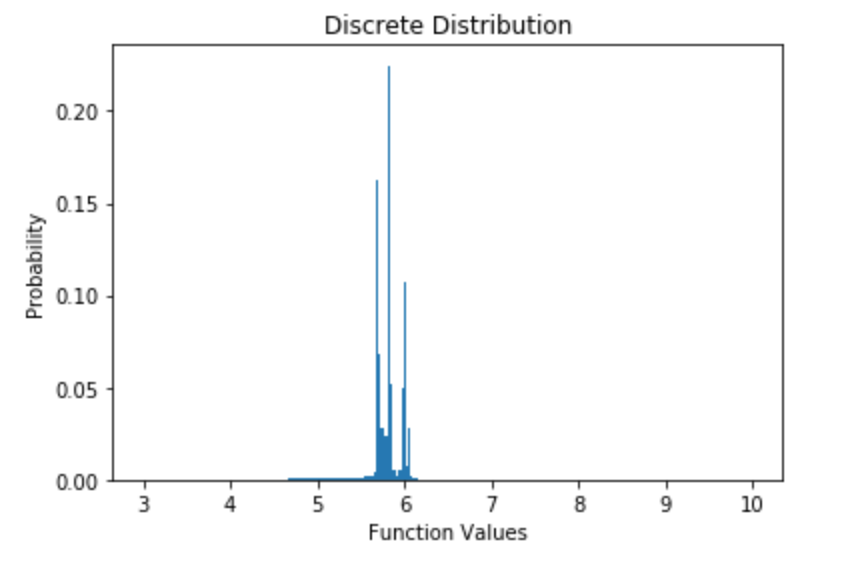 Discrete Distribution
0.20
0.15
0.10
0.05
0.00
Probability
3 4 5 6 7 8 9 10
Function Values